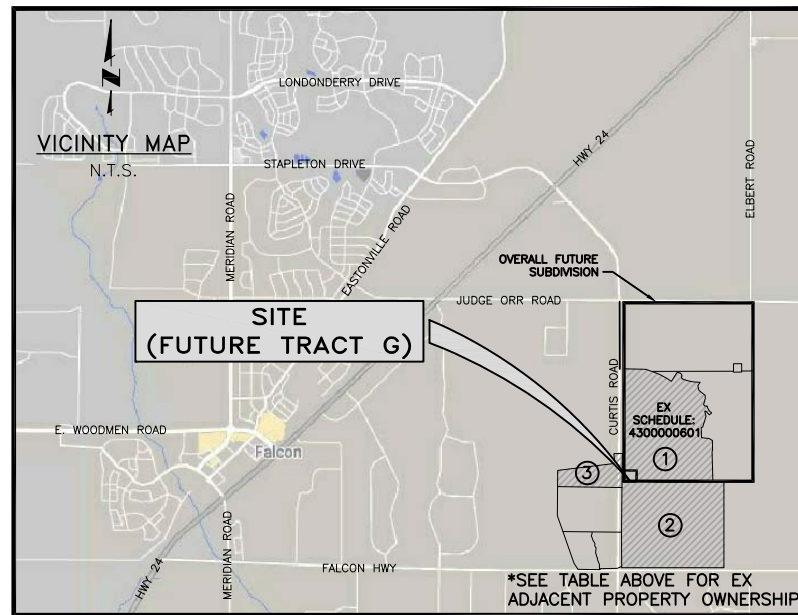 N
LONDONDERRY DRIVE
VICINITY MAP
N.T.S.
STAPLETON DRIVE
HWY 24
ELBERT ROAD
MERIDIAN ROAD
EASTONVILLE ROAD
OVERALL FUTURE
SUBDIVISION
JUDGE ORR ROAD
SITE
(FUTURE TRACT G)
CURTIS ROAD
EX
SCHEDULE:
4300000601
E. WOODMEN ROAD
Falcon
1
3
2
MERIDIAN ROAD
HWY 24
FALCON HWY
*SEE TABLE ABOVE FOR EX
ADJACENT PROPERTY OWNERSHIP